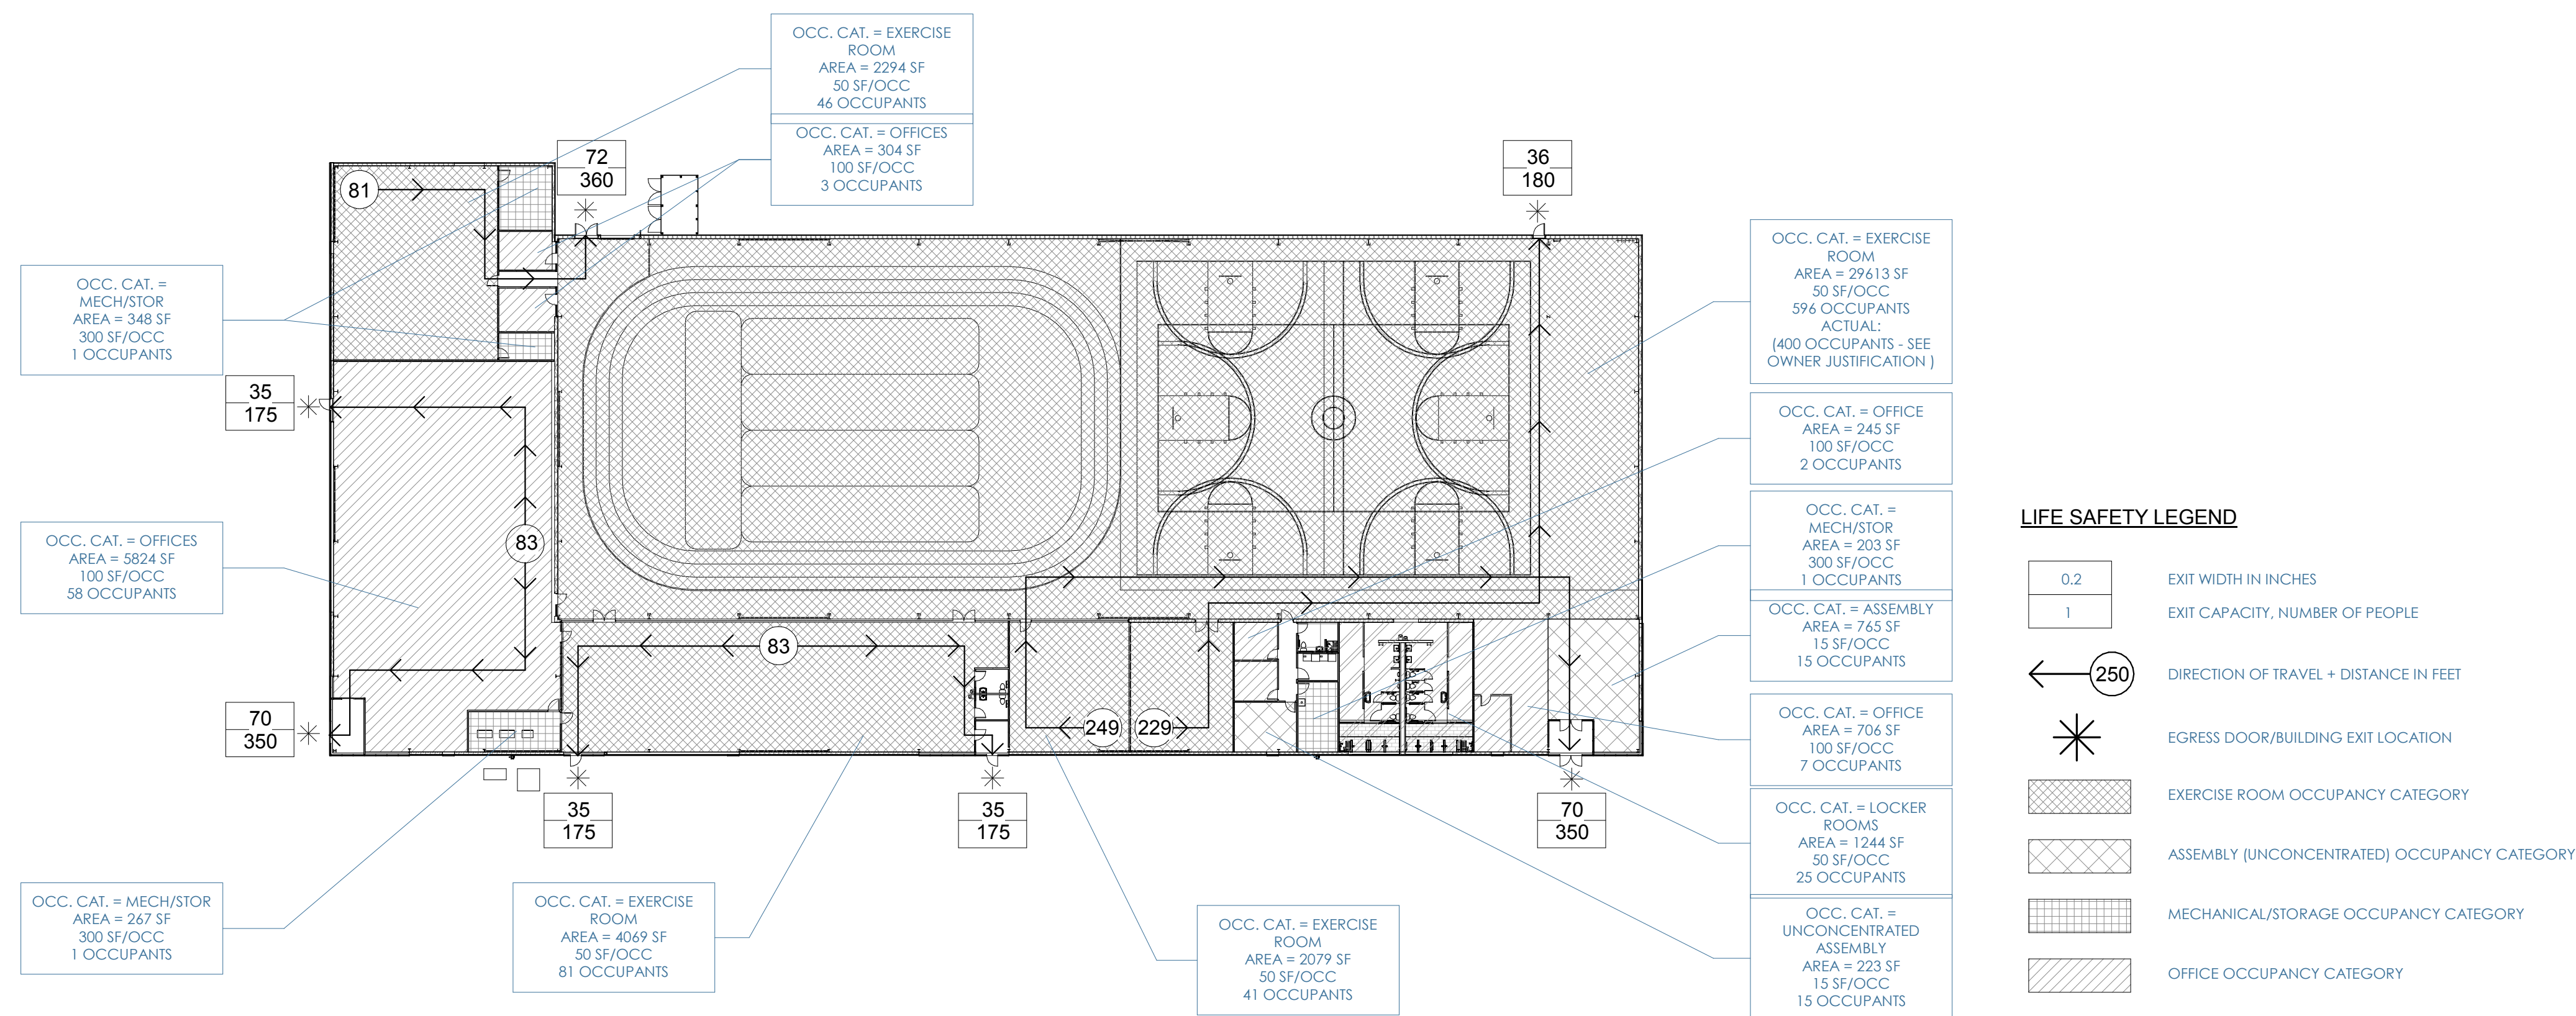 OCC. CAT. = EXERCISE
ROOM
AREA = 2294 SF
50 SF/OCC
46 OCCUPANTS
OCC. CAT. = OFFICES
AREA = 304 SF
100 SF/OCC
3 OCCUPANTS
72
360
36
180
81
OCC. CAT. =
MECH/STOR
AREA = 348 SF
300 SF/OCC
1 OCCUPANTS
35
175
OCC. CAT. = OFFICES
AREA = 5824 SF
100 SF/OCC
58 OCCUPANTS
83
70
350
83
249
229
35
175
35
175
70
350
OCC. CAT. = MECH/STOR
AREA = 267 SF
300 SF/OCC
1 OCCUPANTS
OCC. CAT. = EXERCISE
ROOM
AREA = 4069 SF
50 SF/OCC
81 OCCUPANTS
OCC. CAT. = EXERCISE
ROOM
AREA = 2079 SF
50 SF/OCC
41 OCCUPANTS
OCC. CAT. = EXERCISE
ROOM
AREA = 29613 SF
50 SF/OCC
596 OCCUPANTS
ACTUAL:
(400 OCCUPANTS - SEE
OWNER JUSTIFICATION )
OCC. CAT. = OFFICE
AREA = 245 SF
100 SF/OCC
2 OCCUPANTS
OCC. CAT. =
MECH/STOR
AREA = 203 SF
300 SF/OCC
1 OCCUPANTS
OCC. CAT. = ASSEMBLY
AREA = 765 SF
15 SF/OCC
15 OCCUPANTS
OCC. CAT. = OFFICE
AREA = 706 SF
100 SF/OCC
7 OCCUPANTS
OCC. CAT. = LOCKER
ROOMS
AREA = 1244 SF
50 SF/OCC
25 OCCUPANTS
OCC. CAT. =
UNCONCENTRATED
ASSEMBLY
AREA = 223 SF
15 SF/OCC
15 OCCUPANTS
LIFE SAFETY LEGEND
0.2
EXIT WIDTH IN INCHES
1
EXIT CAPACITY, NUMBER OF PEOPLE
250
DIRECTION OF TRAVEL + DISTANCE IN FEET
EGRESS DOOR/BUILDING EXIT LOCATION
EXERCISE ROOM OCCUPANCY CATEGORY
ASSEMBLY (UNCONCENTRATED) OCCUPANCY CATEGORY
MECHANICAL/STORAGE OCCUPANCY CATEGORY
OFFICE OCCUPANCY CATEGORY